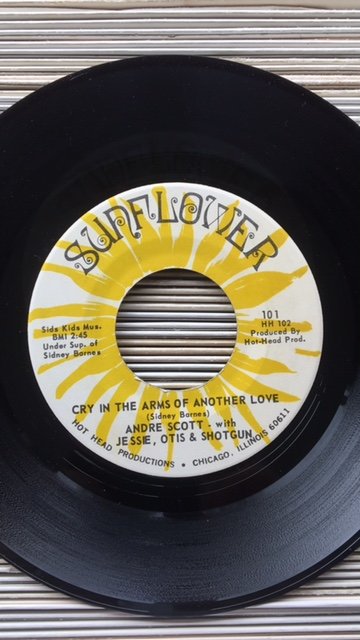 SUNFLOWER
Sids Kids Mus.
BMI 2:45
Under Sup. of
Sidney Barnes
101
HH 102
Produced By
Hot-Head Prod.
CRY IN THE ARMS OF ANOTHER LOVE
(Sidney Barnes)
ANDRE SCOTT - with
JESSIE, OTIS & SHOTGUN
HOT HEAD PRODUCTIONS • CHICAGO, ILLINOIS 60611